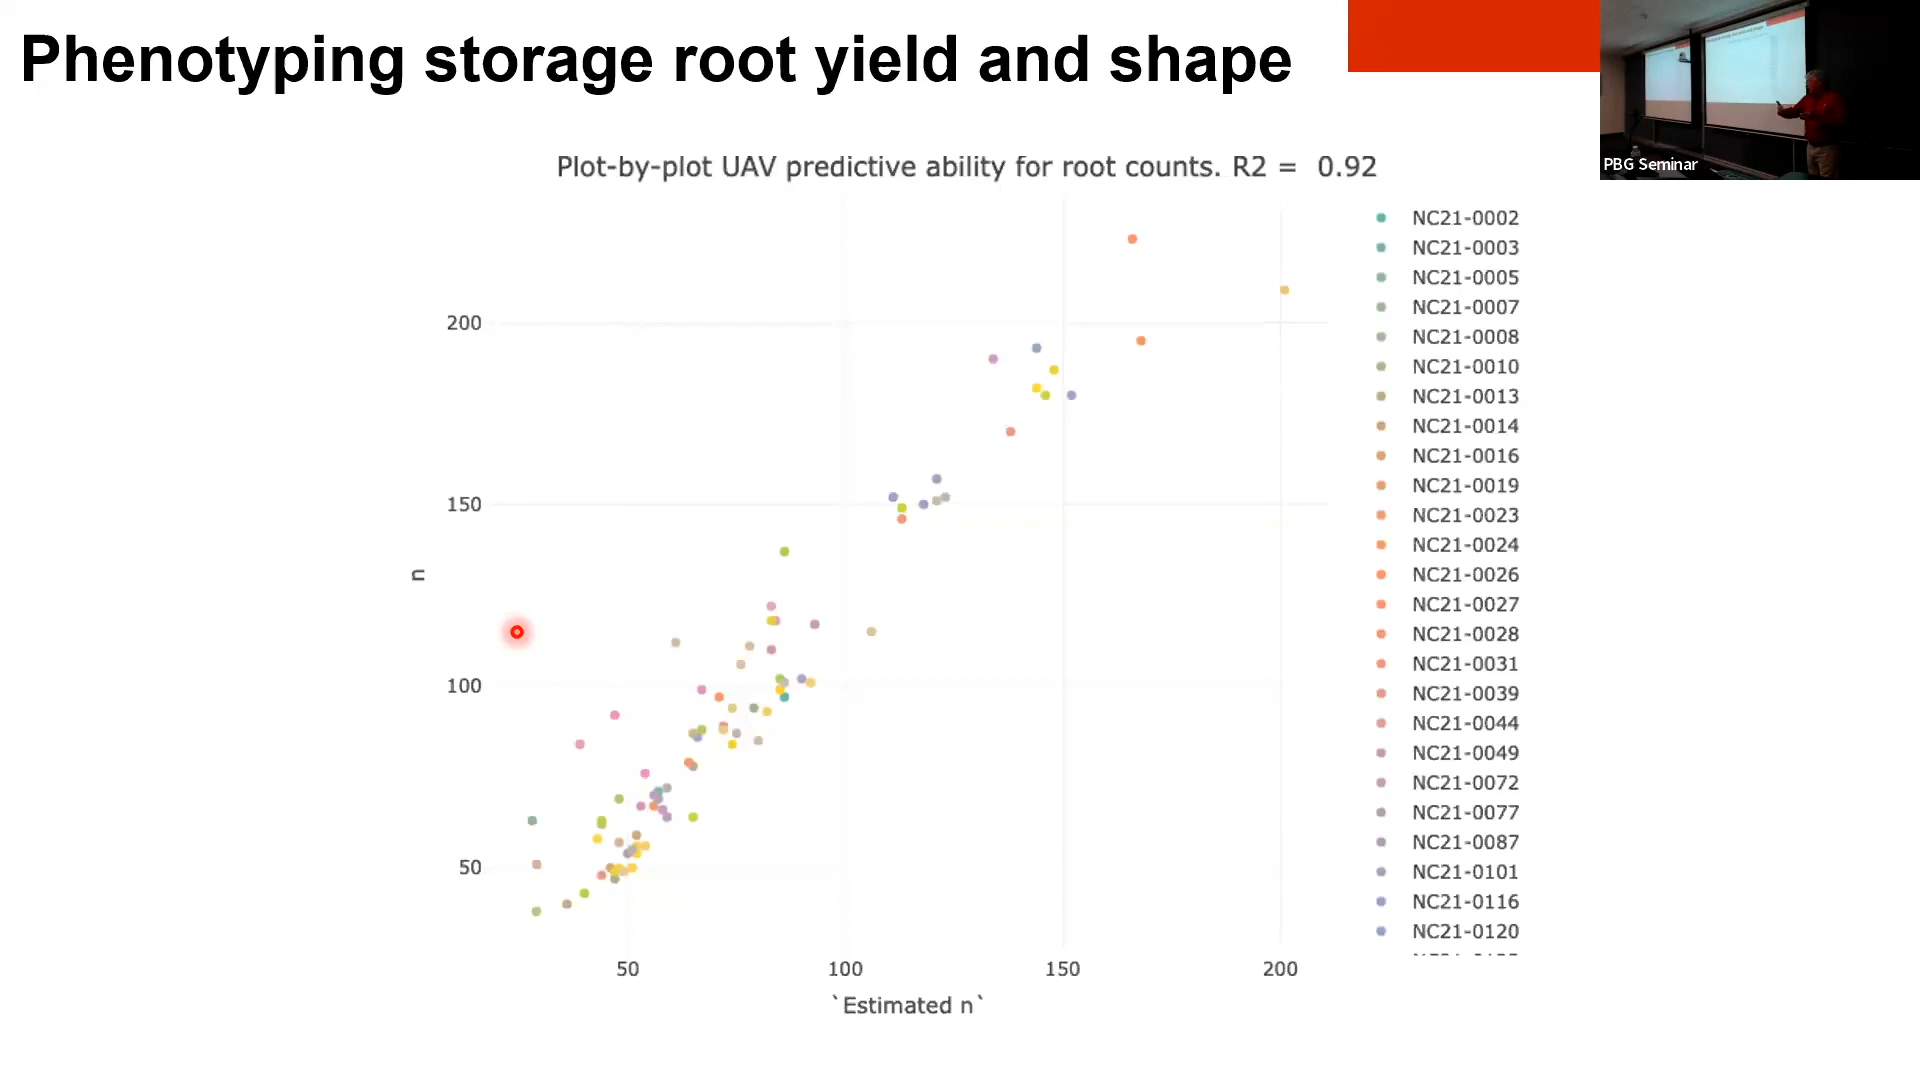 Phenotyping storage root yield and shape
PBG Seminar
Plot-by-plot UAV predictive ability for root counts. R2 = 0.92
NC21-0002
NC21-0003
NC21-0005
NC21-0007
NC21-0008
NC21-0010
NC21-0013
NC21-0014
NC21-0016
NC21-0019
NC21-0023
NC21-0024
NC21-0026
NC21-0027
NC21-0028
NC21-0031
NC21-0039
NC21-0044
NC21-0049
NC21-0072
NC21-0077
NC21-0087
NC21-0101
NC21-0116
NC21-0120
200
150
n
100
50
50 100 150 200
`Estimated n`